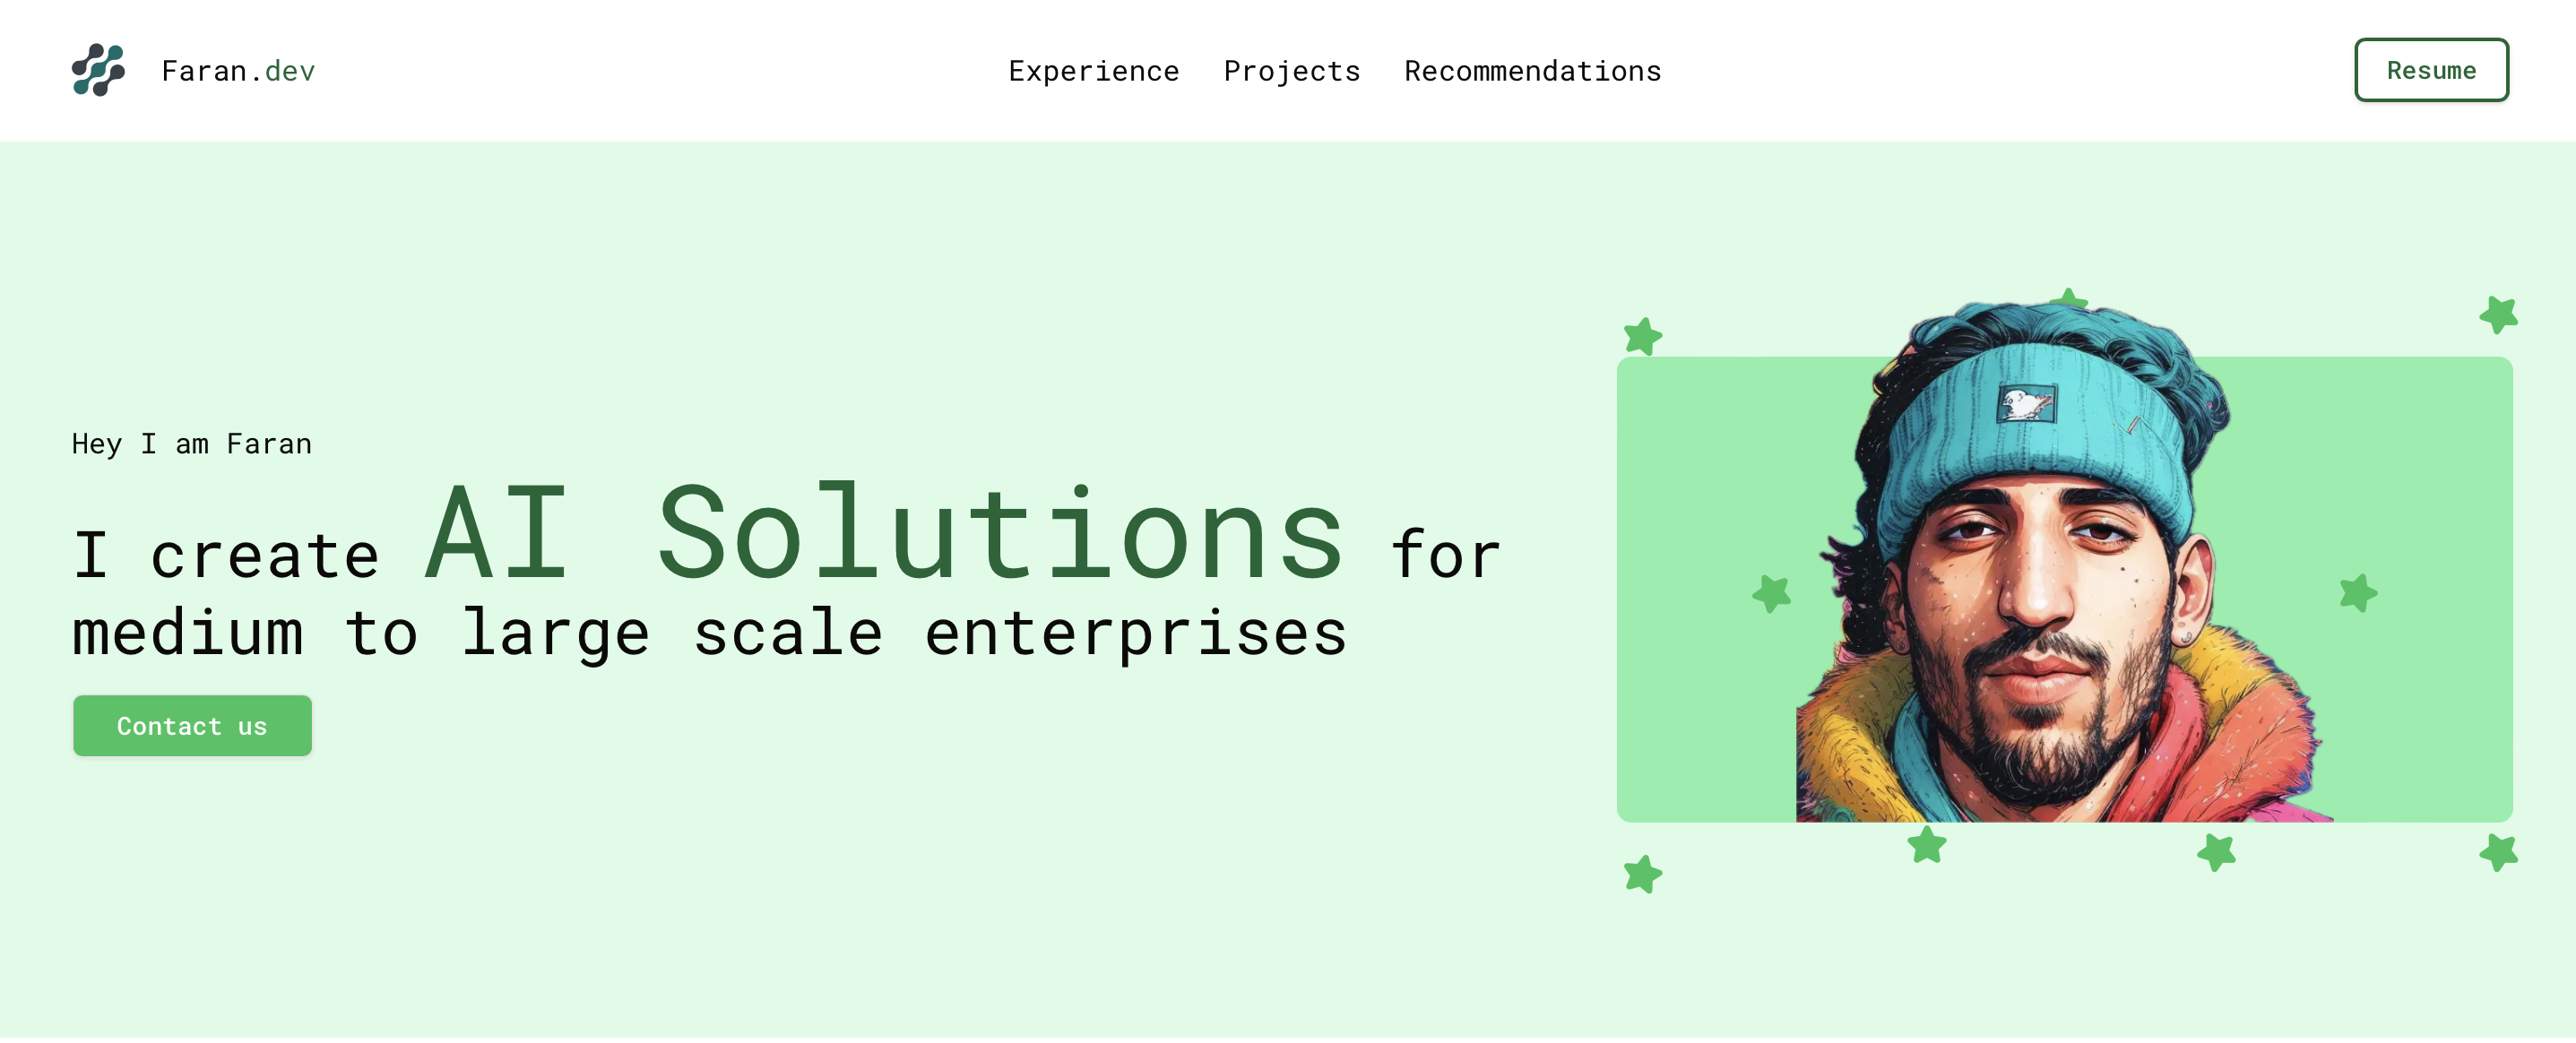 Faran.dev
Experience Projects Recommendations
Resume
Hey I am Faran
I create AI Solutions for
medium to large scale enterprises
Contact us